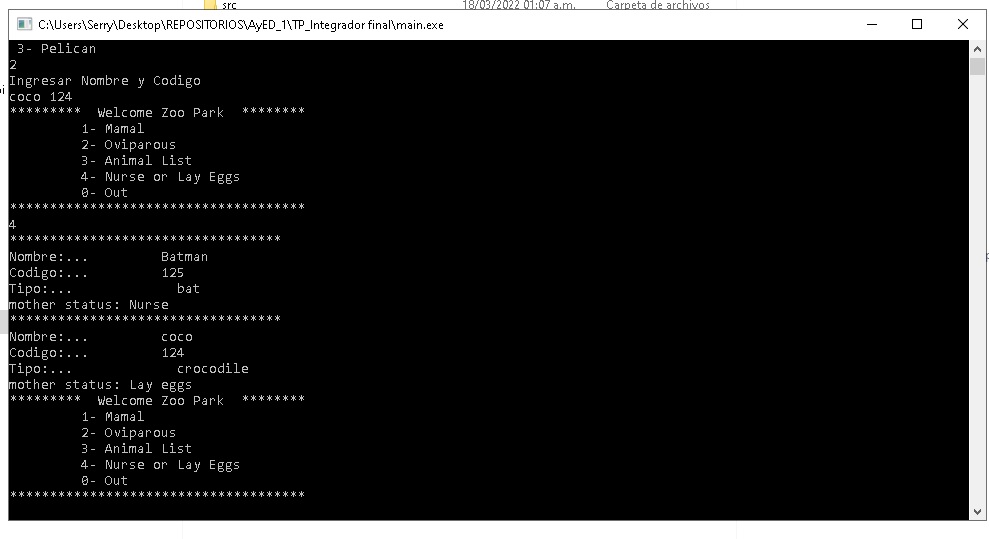 src 18/03/2022 01:07 a.m. Carpeta de archivos
C:\Users\Serry\Desktop\REPOSITORIOS\AyED_1\TP_Integrador final\main.exe
3- Pelican
2
Ingresar Nombre y Codigo
coco 124
********* Welcome Zoo Park ********
1- Mamal
2- Oviparous
3- Animal List
4- Nurse or Lay Eggs
0- Out
*************************************
4
**********************************
Nombre:... Batman
Codigo:... 125
Tipo:... bat
mother status: Nurse
**********************************
Nombre:... coco
Codigo:... 124
Tipo:... crocodile
mother status: Lay eggs
********* Welcome Zoo Park ********
1- Mamal
2- Oviparous
3- Animal List
4- Nurse or Lay Eggs
0- Out
*************************************